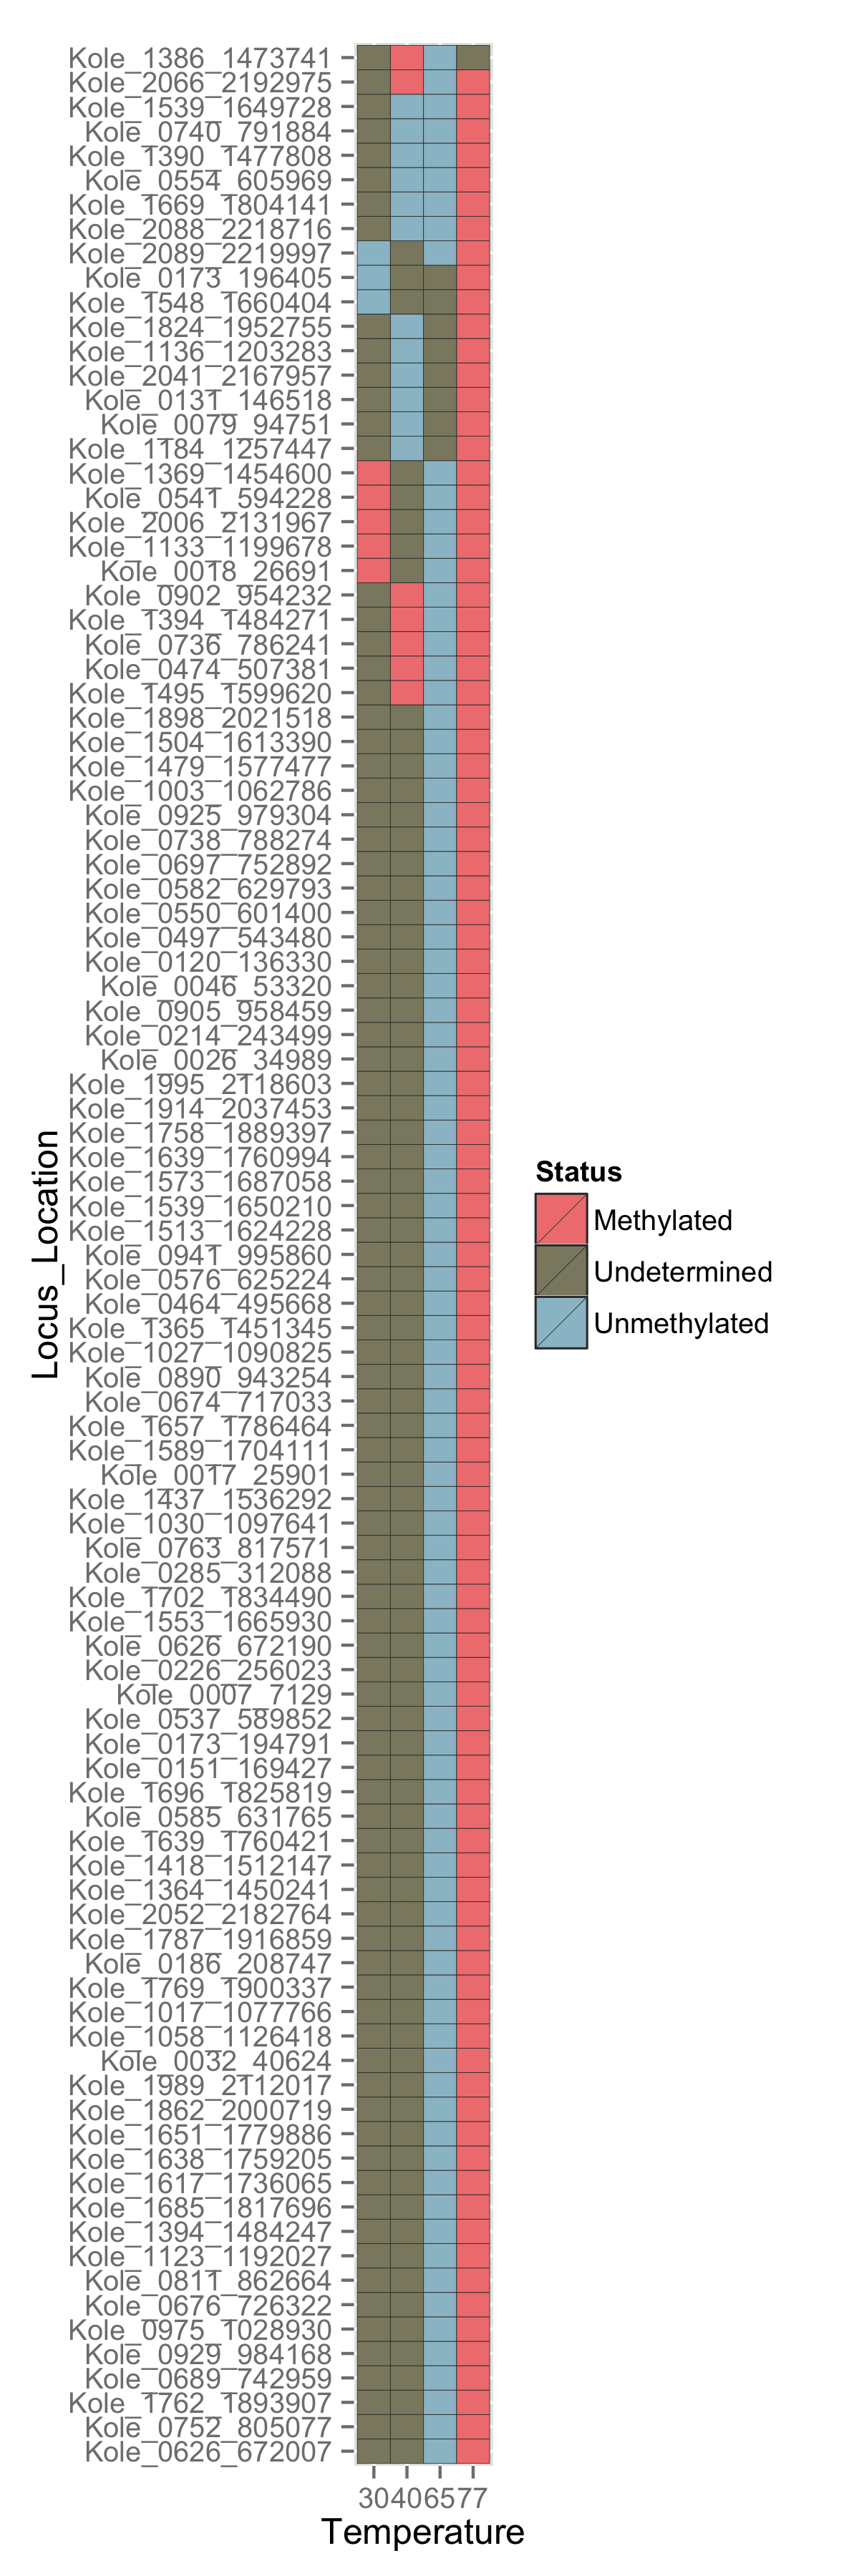 Kole_1386_1473741
Kole_2066_2192975
Kole_1539_1649728
Kole_0740_791884
Kole_1390_1477808
Kole_0554_605969
Kole_1669_1804141
Kole_2088_2218716
Kole_2089_2219997
Kole_0173_196405
Kole_1548_1660404
Kole_1824_1952755
Kole_1136_1203283
Kole_2041_2167957
Kole_0131_146518
Kole_0079_94751
Kole_1184_1257447
Kole_1369_1454600
Kole_0541_594228
Kole_2006_2131967
Kole_1133_1199678
Kole_0018_26691
Kole_0902_954232
Kole_1394_1484271
Kole_0736_786241
Kole_0474_507381
Kole_1495_1599620
Kole_1898_2021518
Kole_1504_1613390
Kole_1479_1577477
Kole_1003_1062786
Kole_0925_979304
Kole_0738_788274
Kole_0697_752892
Kole_0582_629793
Kole_0550_601400
Kole_0497_543480
Kole_0120_136330
Kole_0046_53320
Kole_0905_958459
Kole_0214_243499
Kole_0026_34989
Kole_1995_2118603
Kole_1914_2037453
Kole_1758_1889397
Kole_1639_1760994
Kole_1573_1687058
Kole_1539_1650210
Kole_1513_1624228
Kole_0941_995860
Kole_0576_625224
Kole_0464_495668
Kole_1365_1451345
Kole_1027_1090825
Kole_0890_943254
Kole_0674_717033
Kole_1657_1786464
Kole_1589_1704111
Kole_0017_25901
Kole_1437_1536292
Kole_1030_1097641
Kole_0763_817571
Kole_0285_312088
Kole_1702_1834490
Kole_1553_1665930
Kole_0626_672190
Kole_0226_256023
Kole_0007_7129
Kole_0537_589852
Kole_0173_194791
Kole_0151_169427
Kole_1696_1825819
Kole_0585_631765
Kole_1639_1760421
Kole_1418_1512147
Kole_1364_1450241
Kole_2052_2182764
Kole_1787_1916859
Kole_0186_208747
Kole_1769_1900337
Kole_1017_1077766
Kole_1058_1126418
Kole_0032_40624
Kole_1989_2112017
Kole_1862_2000719
Kole_1651_1779886
Kole_1638_1759205
Kole_1617_1736065
Kole_1685_1817696
Kole_1394_1484247
Kole_1123_1192027
Kole_0811_862664
Kole_0676_726322
Kole_0975_1028930
Kole_0929_984168
Kole_0689_742959
Kole_1762_1893907
Kole_0752_805077
Kole_0626_672007
Locus_Location
30 40 65 77
Temperature
Status
Methylated
Undetermined
Unmethylated